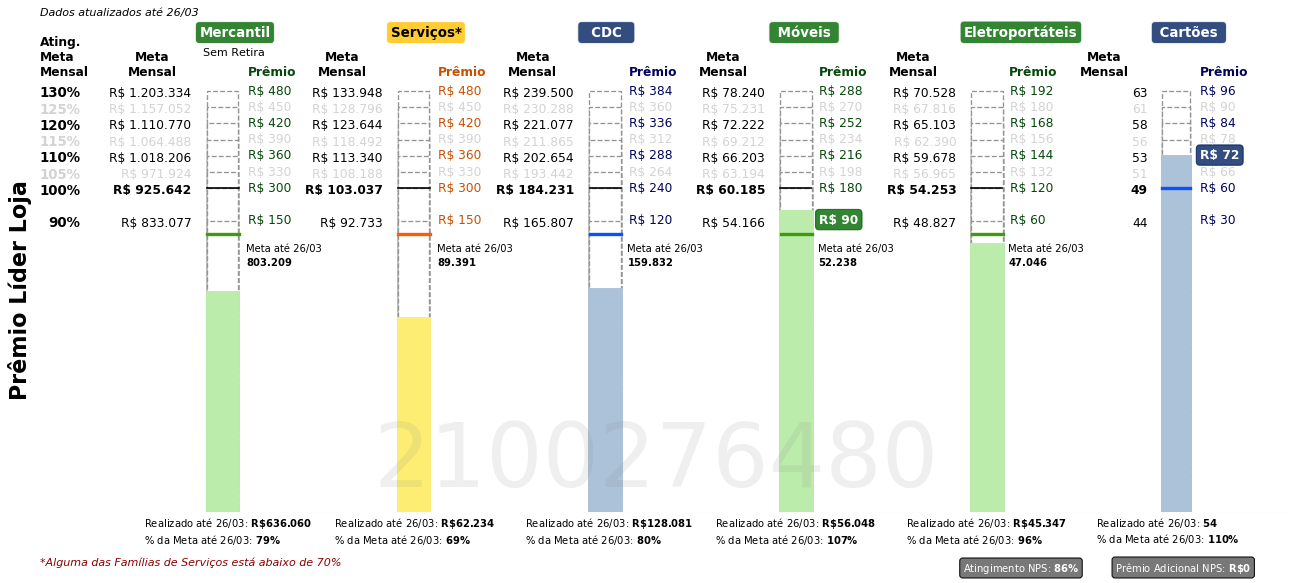 Dados atualizados até 26/03
Mercantil Serviços* CDC Móveis Eletroportáteis Cartões
Sem Retira
Ating. Meta Mensal
Meta Mensal Prêmio Meta Mensal Prêmio Meta Mensal Prêmio Meta Mensal Prêmio Meta Mensal Prêmio Meta Mensal Prêmio
130% R$ 1.203.334 R$ 480 R$ 133.948 R$ 480 R$ 239.500 R$ 384 R$ 78.240 R$ 288 R$ 70.528 R$ 192 63 R$ 96
125% R$ 1.157.052 R$ 450 R$ 128.796 R$ 450 R$ 230.288 R$ 360 R$ 75.231 R$ 270 R$ 67.816 R$ 180 61 R$ 90
120% R$ 1.110.770 R$ 420 R$ 123.644 R$ 420 R$ 221.077 R$ 336 R$ 72.222 R$ 252 R$ 65.103 R$ 168 58 R$ 84
115% R$ 1.064.488 R$ 390 R$ 118.492 R$ 390 R$ 211.865 R$ 312 R$ 69.212 R$ 234 R$ 62.390 R$ 156 56 R$ 78
110% R$ 1.018.206 R$ 360 R$ 113.340 R$ 360 R$ 202.654 R$ 288 R$ 66.203 R$ 216 R$ 59.678 R$ 144 53 R$ 72
105% R$ 971.924 R$ 330 R$ 108.188 R$ 330 R$ 193.442 R$ 264 R$ 63.194 R$ 198 R$ 56.965 R$ 132 51 R$ 66
100% R$ 925.642 R$ 300 R$ 103.037 R$ 300 R$ 184.231 R$ 240 R$ 60.185 R$ 180 R$ 54.253 R$ 120 49 R$ 60
90% R$ 833.077 R$ 150 R$ 92.733 R$ 150 R$ 165.807 R$ 120 R$ 54.166 R$ 90 R$ 48.827 R$ 60 44 R$ 30
Meta até 26/03 Meta até 26/03 Meta até 26/03 Meta até 26/03 Meta até 26/03
803.209 89.391 159.832 52.238 47.046
Prêmio Líder Loja
2100276480
Realizado até 26/03: R$636.060 Realizado até 26/03: R$62.234 Realizado até 26/03: R$128.081 Realizado até 26/03: R$56.048 Realizado até 26/03: R$45.347 Realizado até 26/03: 54
% da Meta até 26/03: 79% % da Meta até 26/03: 69% % da Meta até 26/03: 80% % da Meta até 26/03: 107% % da Meta até 26/03: 96% % da Meta até 26/03: 110%
*Alguma das Famílias de Serviços está abaixo de 70%
Atingimento NPS: 86% Prêmio Adicional NPS: R$0